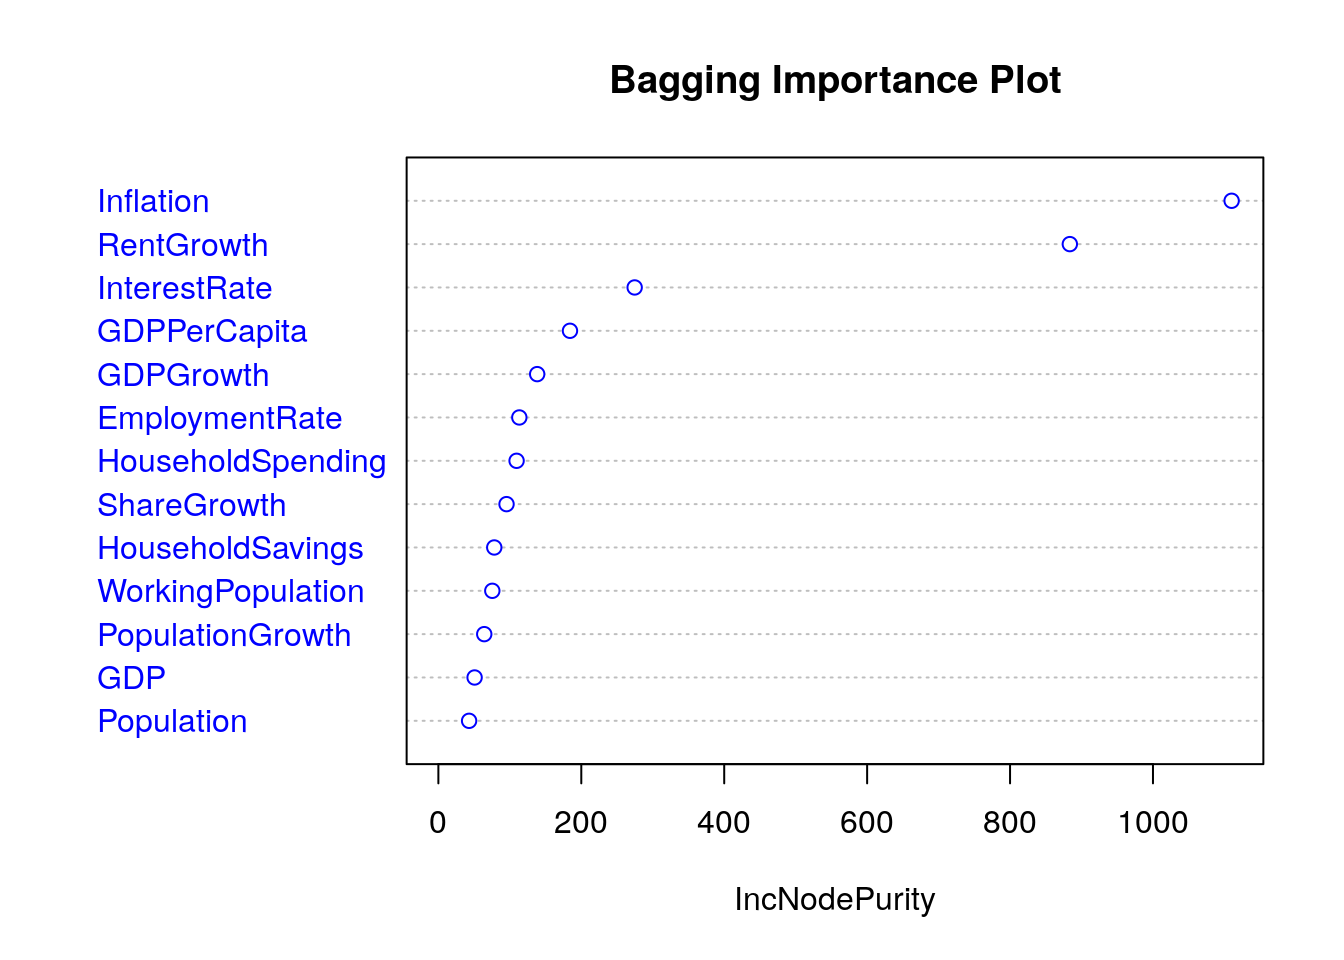 Bagging Importance Plot
Inflation
RentGrowth
InterestRate
GDPPerCapita
GDPGrowth
EmploymentRate
HouseholdSpending
ShareGrowth
HouseholdSavings
WorkingPopulation
PopulationGrowth
GDP
Population
0 200 400 600 800 1000
IncNodePurity